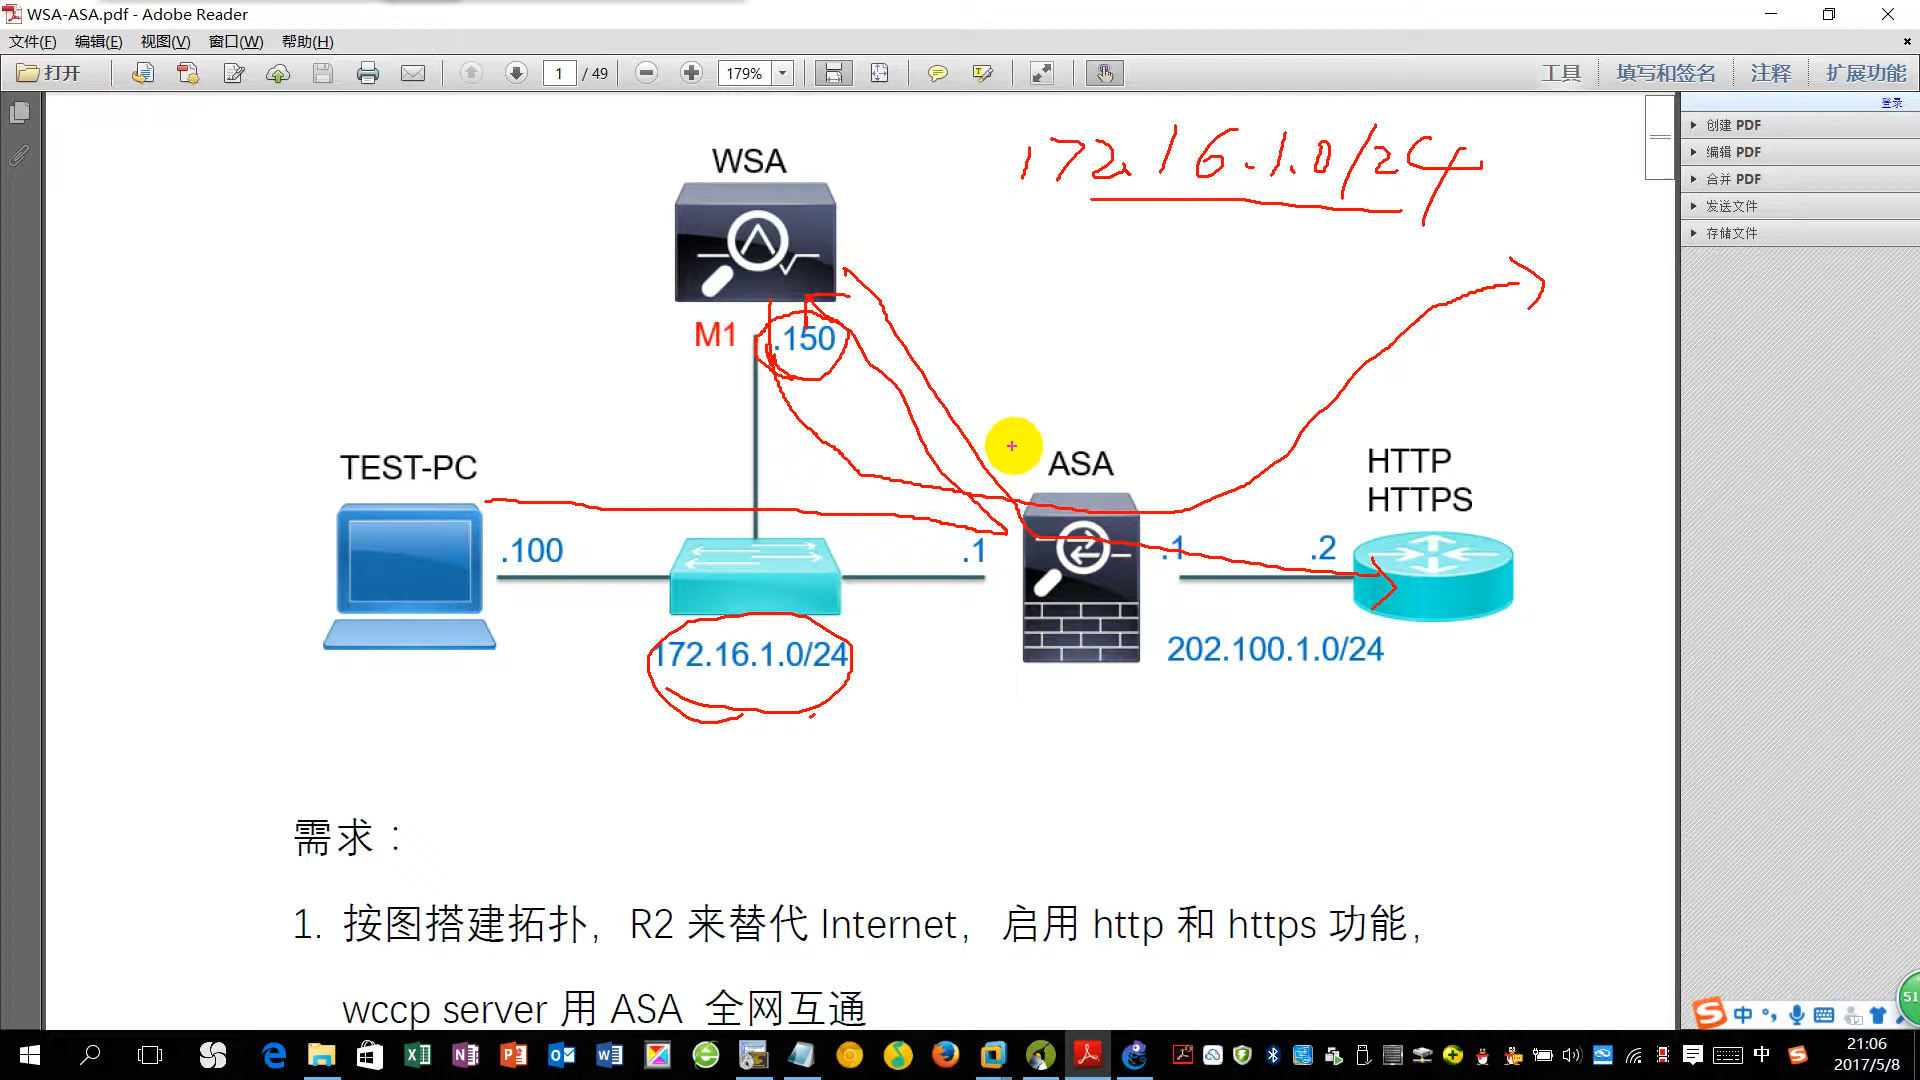 WSA-ASA.pdf - Adobe Reader
文件(F) 编辑(E) 视图(V) 窗口(W) 帮助(H)
打开 1 / 49 179% 工具 填写和签名 注释 扩展功能
登录
创建 PDF
编辑 PDF
合并 PDF
发送文件
存储文件
172.16.1.0/24
WSA
M1 .150
TEST-PC
ASA
HTTP
HTTPS
.100 .1 .1 .2
172.16.1.0/24 202.100.1.0/24
需求：
1. 按图搭建拓扑，R2 来替代 Internet，启用 http 和 https 功能，
wccp server 用 ASA 全网互通
51
中
中
21:06
2017/5/8